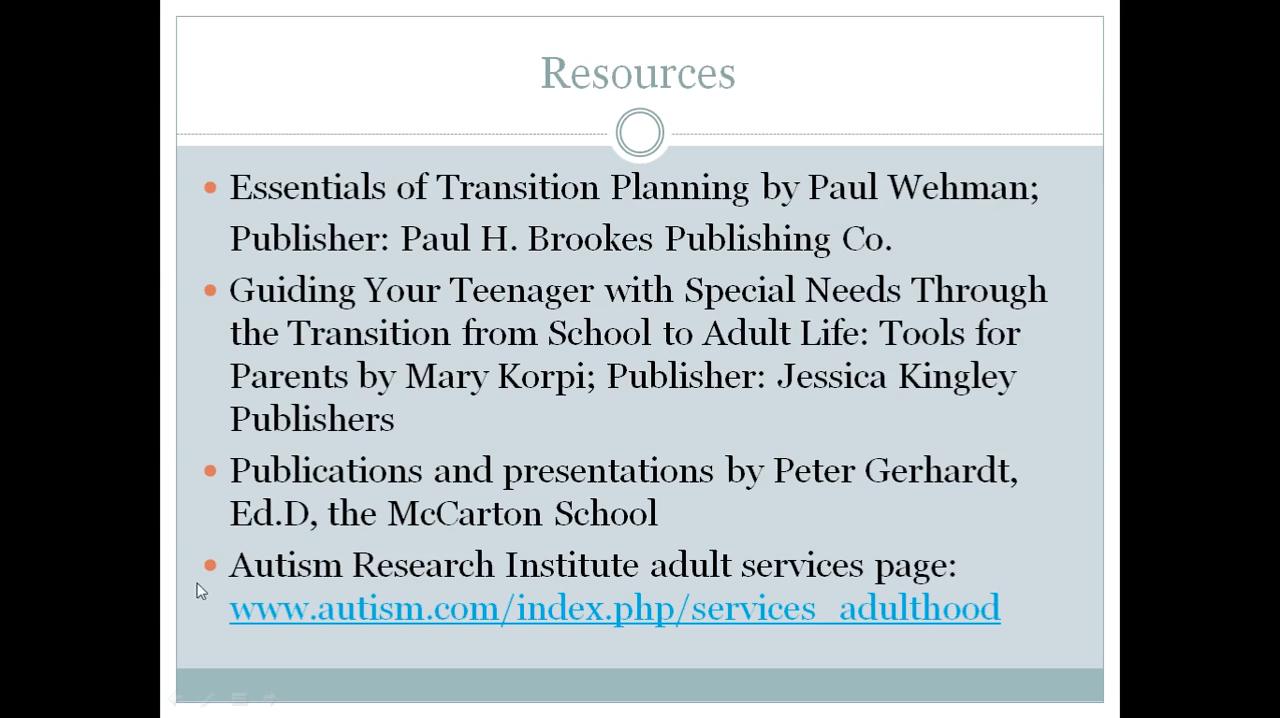 Resources
• Essentials of Transition Planning by Paul Wehman;
Publisher: Paul H. Brookes Publishing Co.
• Guiding Your Teenager with Special Needs Through
the Transition from School to Adult Life: Tools for
Parents by Mary Korpi; Publisher: Jessica Kingley
Publishers
• Publications and presentations by Peter Gerhardt,
Ed.D, the McCarton School
• Autism Research Institute adult services page:
www.autism.com/index.php/services_adulthood